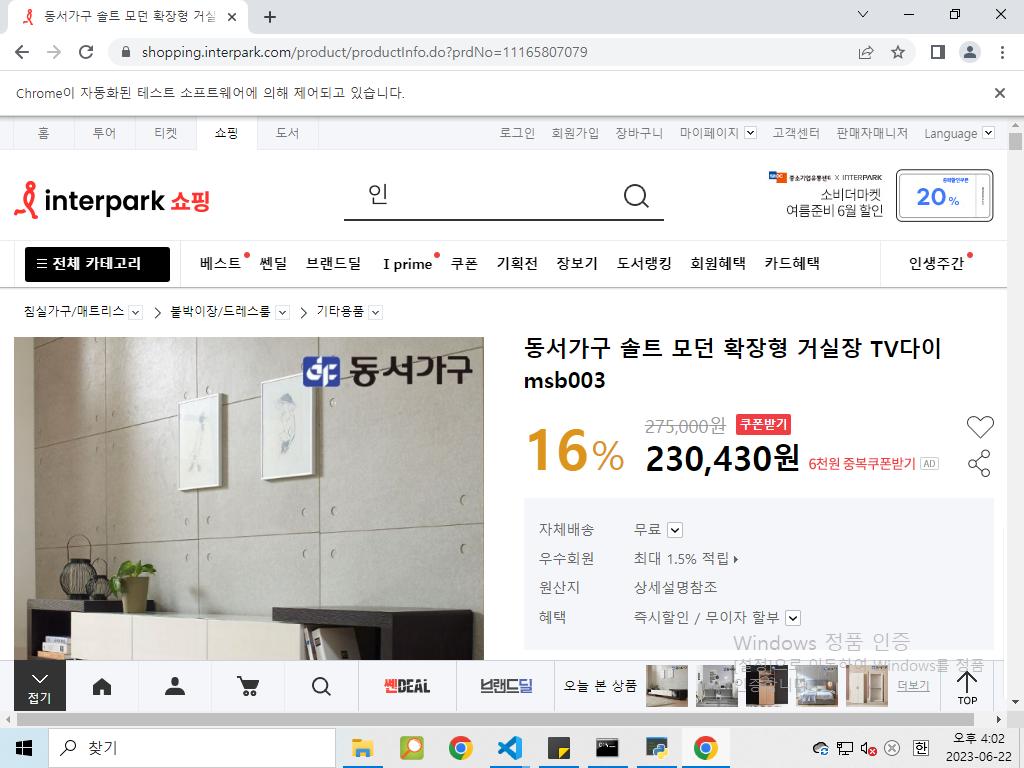 동서가구 솔트 모던 확장형 거실
shopping.interpark.com/product/productInfo.do?prdNo=11165807079
Chrome이 자동화된 테스트 소프트웨어에 의해 제어되고 있습니다.
홈 투어 티켓 쇼핑 도서 로그인 회원가입 장바구니 마이페이지 고객센터 판매자매니저 Language
interpark 쇼핑
인
중소기업유통센터 X INTERPARK
소비더마켓
여름준비 6월 할인
20%
전체 카테고리 베스트 쎈딜 브랜드딜 I prime 쿠폰 기획전 장보기 도서랭킹 회원혜택 카드혜택 인생주간
침실가구/매트리스 붙박이장/드레스룸 기타용품
동서가구
동서가구 솔트 모던 확장형 거실장 TV다이
msb003
16%
275,000원 쿠폰받기
230,430원 6천원 중복쿠폰받기 AD
자체배송 무료
우수회원 최대 1.5% 적립
원산지 상세설명참조
혜택 즉시할인 / 무이자 할부
Windows 정품 인증
[설정]으로 이동하여 Windows를 정품
인증합니다.
접기 쎈DEAL 브랜드딜 오늘 본 상품 더보기 TOP
찾기
한
오후 4:02
2023-06-22